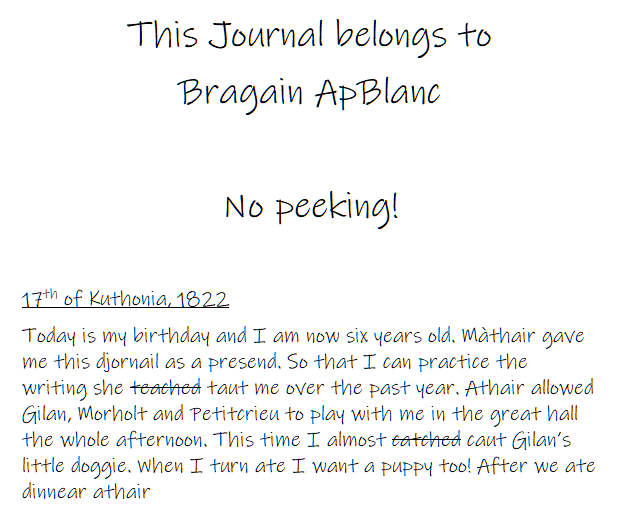 This Journal belongs to
Bragain ApBlanc
No peeking!
17th of Kuthonia, 1822
Today is my birthday and I am now six years old. Màthair gave
me this djornail as a presend. So that I can practice the
writing she teached taut me over the past year. Athair allowed
Gilan, Morholt and Petitcrieu to play with me in the great hall
the whole afternoon. This time I almost catched caut Gilan's
little doggie. When I turn ate I want a puppy too! After we ate
dinnear athair